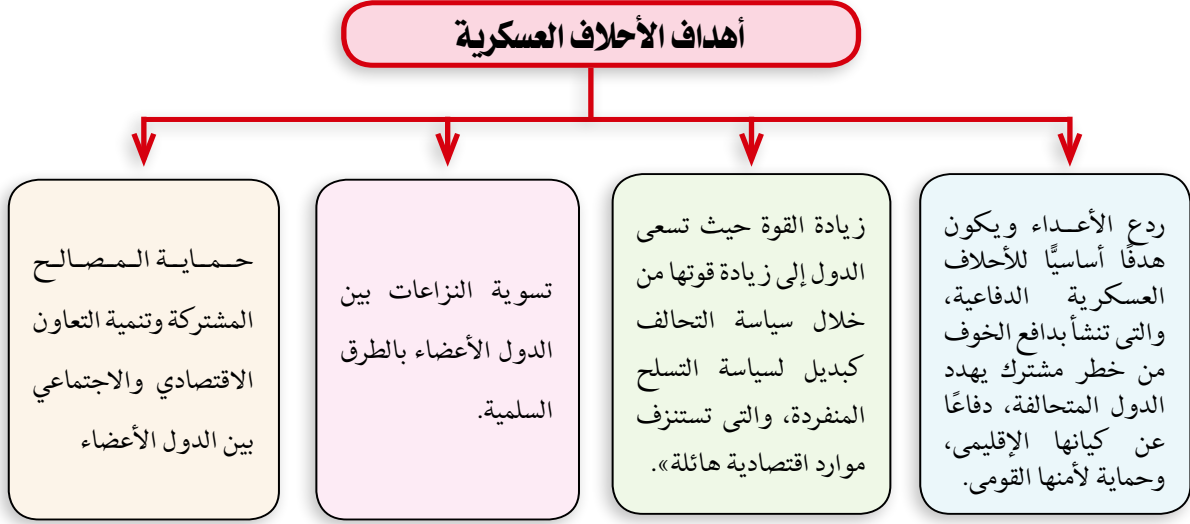 أهداف الأحلاف العسكرية
ردع الأعداء ويكون
هدفًا أساسيًّا للأحلاف
العسكرية الدفاعية،
والتى تنشأ بدافع الخوف
من خطر مشترك يهدد
الدول المتحالفة، دفاعًا
عن كيانها الإقليمى،
وحماية لأمنها القومى.
زيادة القوة حيث تسعى
الدول إلى زيادة قوتها من
خلال سياسة التحالف
كبديل لسياسة التسلح
المنفردة، والتى تستنزف
موارد اقتصادية هائلة».
تسوية النزاعات بين
الدول الأعضاء بالطرق
السلمية.
حماية المصالح
المشتركة وتنمية التعاون
الاقتصادي والاجتماعي
بين الدول الأعضاء